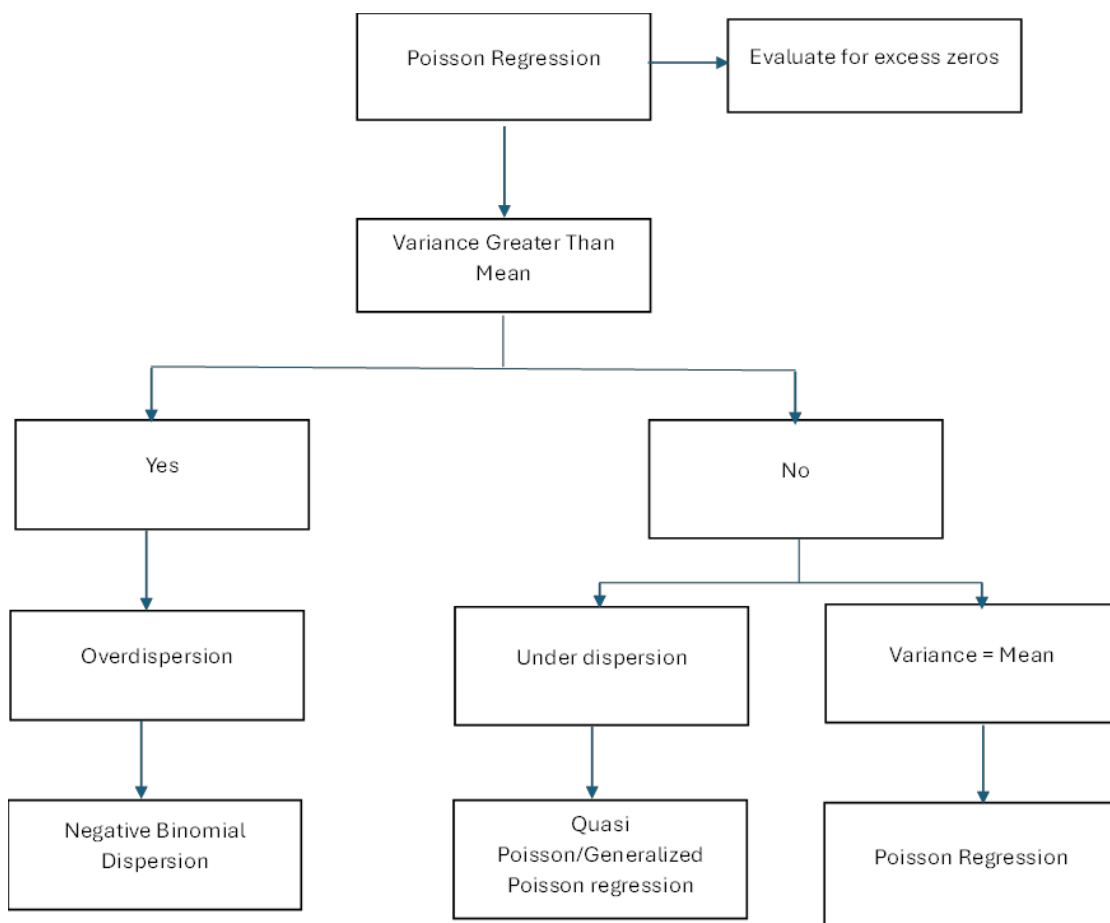 Poisson Regression
Evaluate for excess zeros
Variance Greater Than
Mean
Yes
No
Overdispersion
Under dispersion
Variance = Mean
Negative Binomial
Dispersion
Quasi
Poisson/Generalized
Poisson regression
Poisson Regression